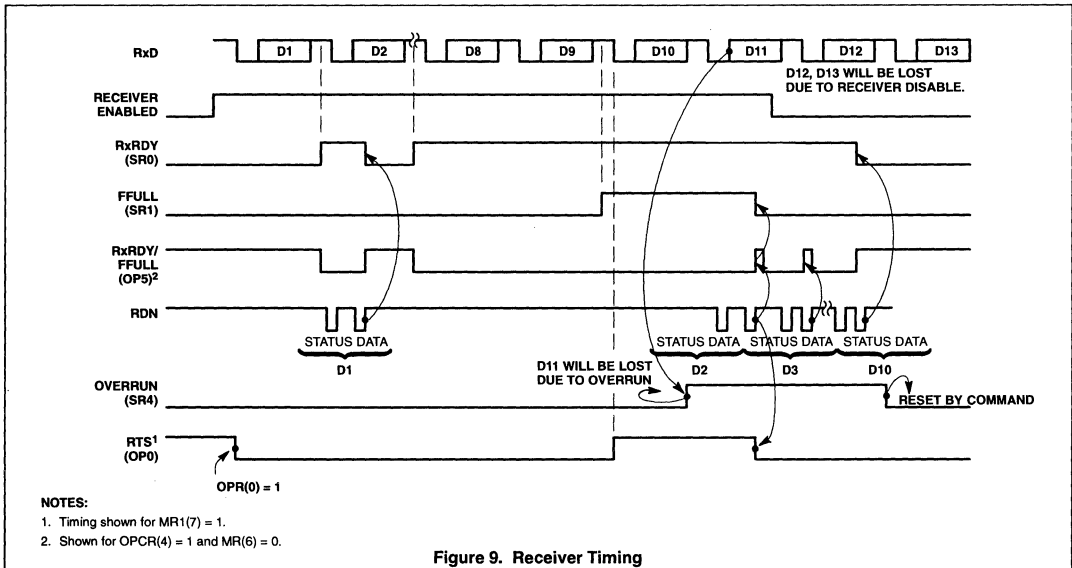 RxD
D1 D2 D8 D9 D10 D11 D12 D13
D12, D13 WILL BE LOST
DUE TO RECEIVER DISABLE.
RECEIVER
ENABLED
RxRDY
(SR0)
FFULL
(SR1)
RxRDY/
FFULL
(OP5)²
RDN
STATUS DATA STATUS DATA STATUS DATA STATUS DATA
D1 D2 D3 D10
D11 WILL BE LOST
DUE TO OVERRUN
OVERRUN
(SR4)
RESET BY COMMAND
RTS¹
(OP0)
OPR(0) = 1
NOTES:
1. Timing shown for MR1(7) = 1.
2. Shown for OPCR(4) = 1 and MR(6) = 0.
Figure 9. Receiver Timing